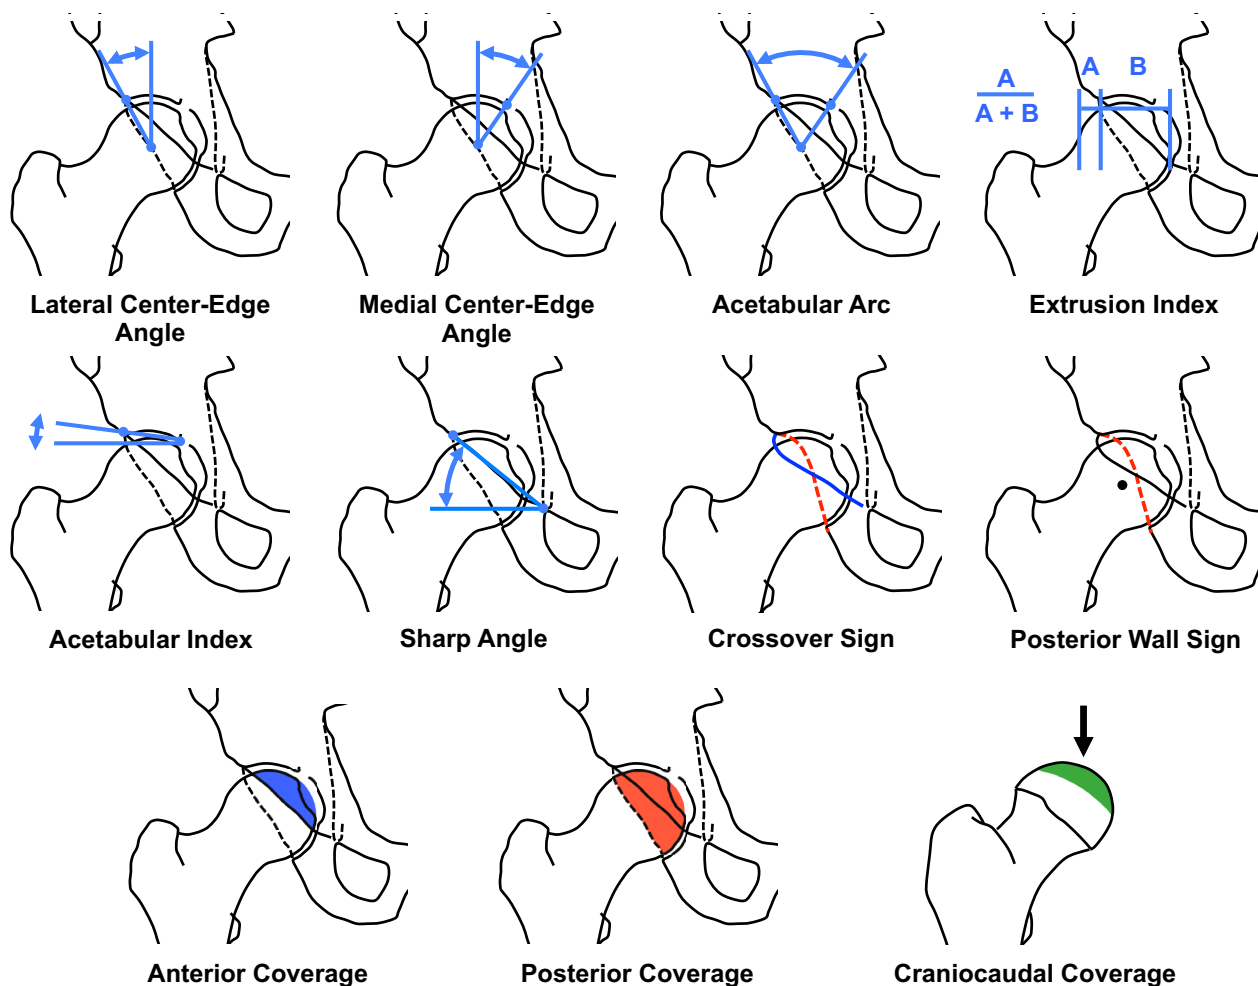 A
A + B
A B
Lateral Center-Edge
Angle
Medial Center-Edge
Angle
Acetabular Arc
Extrusion Index
Acetabular Index
Sharp Angle
Crossover Sign
Posterior Wall Sign
Anterior Coverage
Posterior Coverage
Craniocaudal Coverage